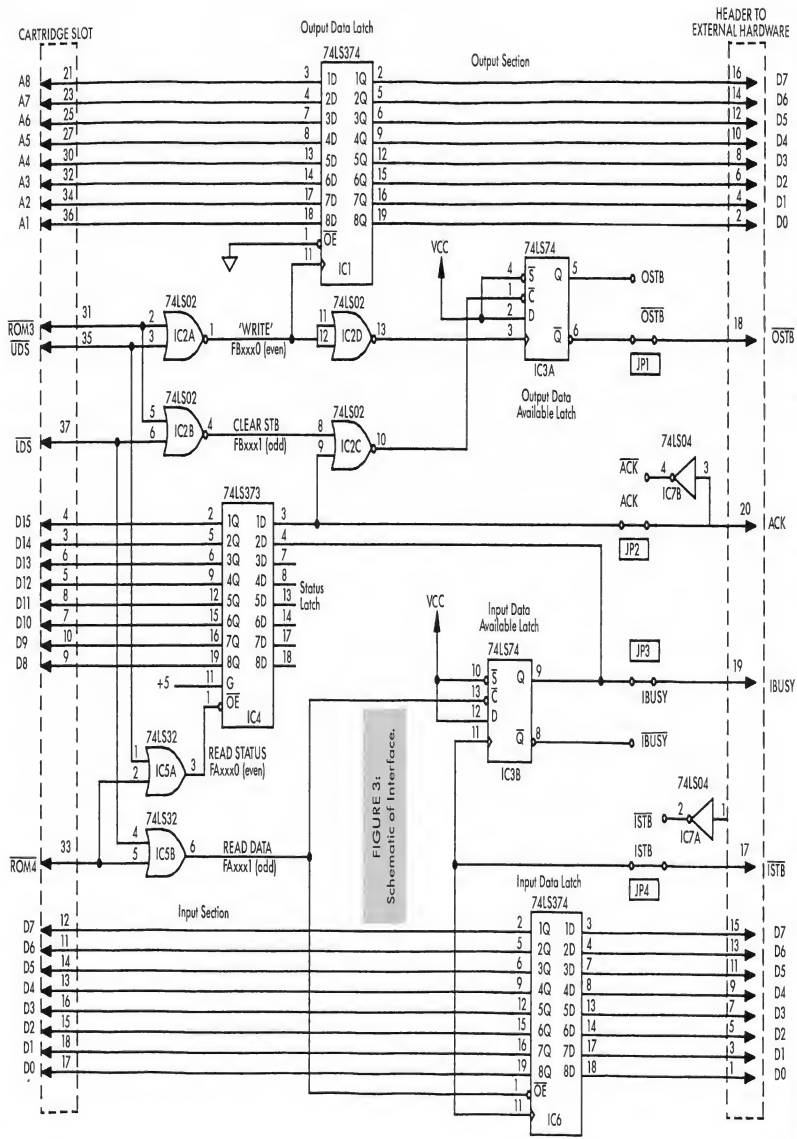 CARTRIDGE SLOT
Output Data Latch
HEADER TO
EXTERNAL HARDWARE
74LS374
Output Section
A8 21 3 1D 1Q 2 16 D7
A7 23 4 2D 2Q 5 14 D6
A6 25 7 3D 3Q 6 12 D5
A5 27 8 4D 4Q 9 10 D4
A4 30 13 5D 5Q 12 8 D3
A3 32 14 6D 6Q 15 6 D2
A2 34 17 7D 7Q 16 4 D1
A1 36 18 8D 8Q 19 2 D0
1 OE
11
IC1
VCC
74LS74
4 S Q 5 OSTB
1 C
2 D
3 Q 6 OSTB 18 OSTB
JP1
IC3A
Output Data
Available Latch
74LS02
ROM3 31 2
UDS 35 3
IC2A 1
'WRITE'
FBxxx0 (even)
11
12
74LS02
IC2D 13
74LS02
5
LDS 37 6
IC2B 4
CLEAR STB
FBxxx1 (odd)
8
9
74LS02
IC2C 10
74LS04
ACK 4 3
IC7B
ACK 20 ACK
JP2
74LS373
D15 4 2 1Q 1D 3
D14 3 5 2Q 2D 4
D13 6 6 3Q 3D 7
D12 5 9 4Q 4D 8
D11 8 12 5Q 5D 13
D10 7 15 6Q 6D 14
D9 10 16 7Q 7D 17
D8 9 19 8Q 8D 18
Status
Latch
+5 11 G
1 OE
IC4
VCC
Input Data
Available Latch
74LS74
10 S Q 9
13 C
12 D
11 Q 8 IBUSY
IC3B
JP3
IBUSY
19 IBUSY
74LS32
1
2
IC5A 3
READ STATUS
FAxxx0 (even)
74LS32
4
ROM4 33 5
IC5B 6
READ DATA
FAxxx1 (odd)
FIGURE 3:
Schematic of Interface.
74LS04
ISTB 2 1
IC7A
ISTB 17 ISTB
JP4
Input Section
Input Data Latch
74LS374
D7 12 2 1Q 1D 3 15 D7
D6 11 5 2Q 2D 4 13 D6
D5 14 6 3Q 3D 7 11 D5
D4 13 9 4Q 4D 8 9 D4
D3 16 12 5Q 5D 13 7 D3
D2 15 15 6Q 6D 14 5 D2
D1 18 16 7Q 7D 17 3 D1
D0 17 19 8Q 8D 18 1 D0
1 OE
11
IC6